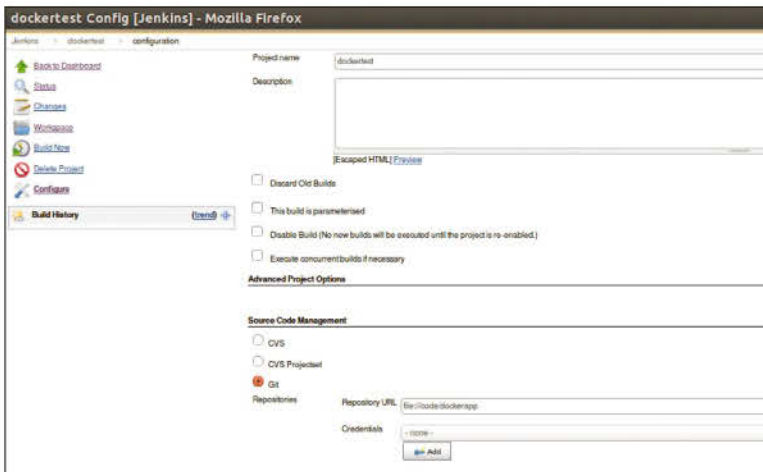 dockertest Config [Jenkins] - Mozilla Firefox
Jenkins > dockertest > configuration
Back to Dashboard
Status
Changes
Workspace
Build Now
Delete Project
Configure
Build History (trend)
Project name dockertest
Description
[Escaped HTML] Preview
Discard Old Builds
This build is parameterised
Disable Build (No new builds will be executed until the project is re-enabled.)
Execute concurrent builds if necessary
Advanced Project Options
Source Code Management
CVS
CVS Projectset
Git
Repositories
Repository URL file://code/dockerapp
Credentials - none -
Add